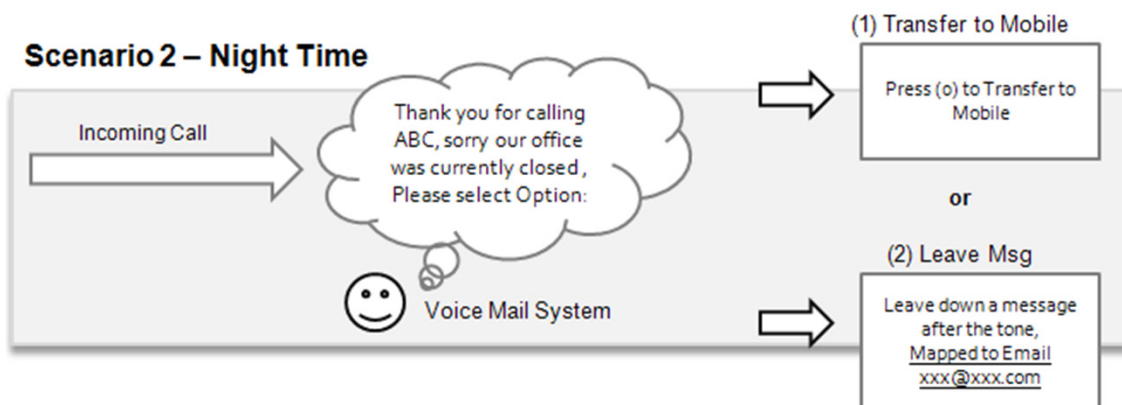 Scenario 2 – Night Time
Incoming Call
Thank you for calling
ABC, sorry our office
was currently closed ,
Please select Option:
Voice Mail System
(1) Transfer to Mobile
Press (o) to Transfer to
Mobile
or
(2) Leave Msg
Leave down a message
after the tone,
Mapped to Email
xxx@xxx.com